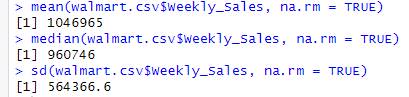 > mean(walmart.csv$Weekly_Sales, na.rm = TRUE)
[1] 1046965
> median(walmart.csv$Weekly_Sales, na.rm = TRUE)
[1] 960746
> sd(walmart.csv$Weekly_Sales, na.rm = TRUE)
[1] 564366.6